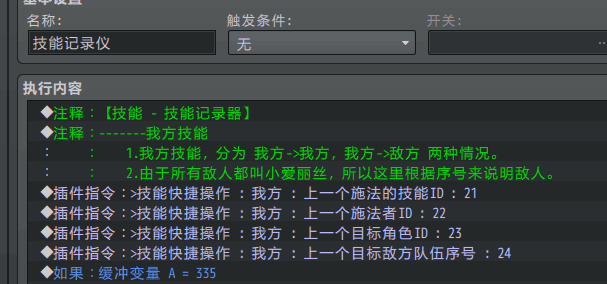 基本设置
名称:
触发条件:
开关:
技能记录仪
无
..
执行内容
◆注释：【技能 - 技能记录器】
◆注释：-------我方技能
： ： 1.我方技能，分为 我方->我方，我方->敌方 两种情况。
： ： 2.由于所有敌人都叫小爱丽丝，所以这里根据序号来说明敌人。
◆插件指令：>技能快捷操作 : 我方 : 上一个施法的技能ID : 21
◆插件指令：>技能快捷操作 : 我方 : 上一个施法者ID : 22
◆插件指令：>技能快捷操作 : 我方 : 上一个目标角色ID : 23
◆插件指令：>技能快捷操作 : 我方 : 上一个目标敌方队伍序号 : 24
◆如果：缓冲变量 A = 335